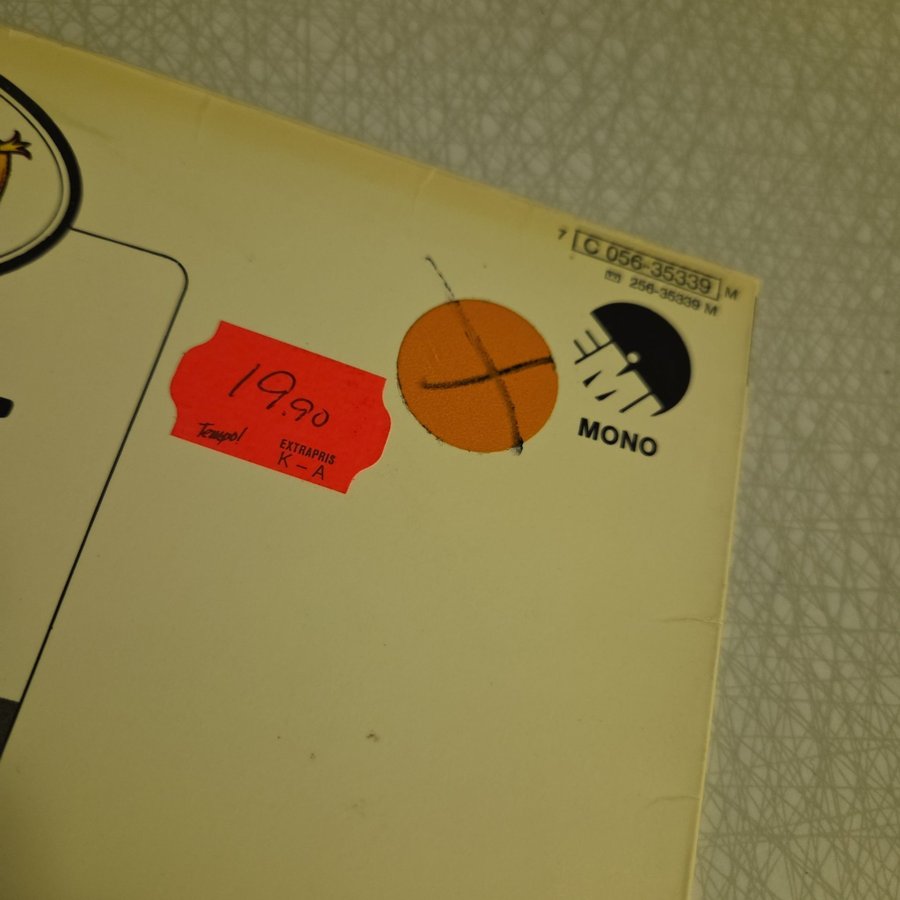 7 C 056-35339 M
256-35339 M
MONO
19.90
Tempo!
EXTRAPRIS
K-A